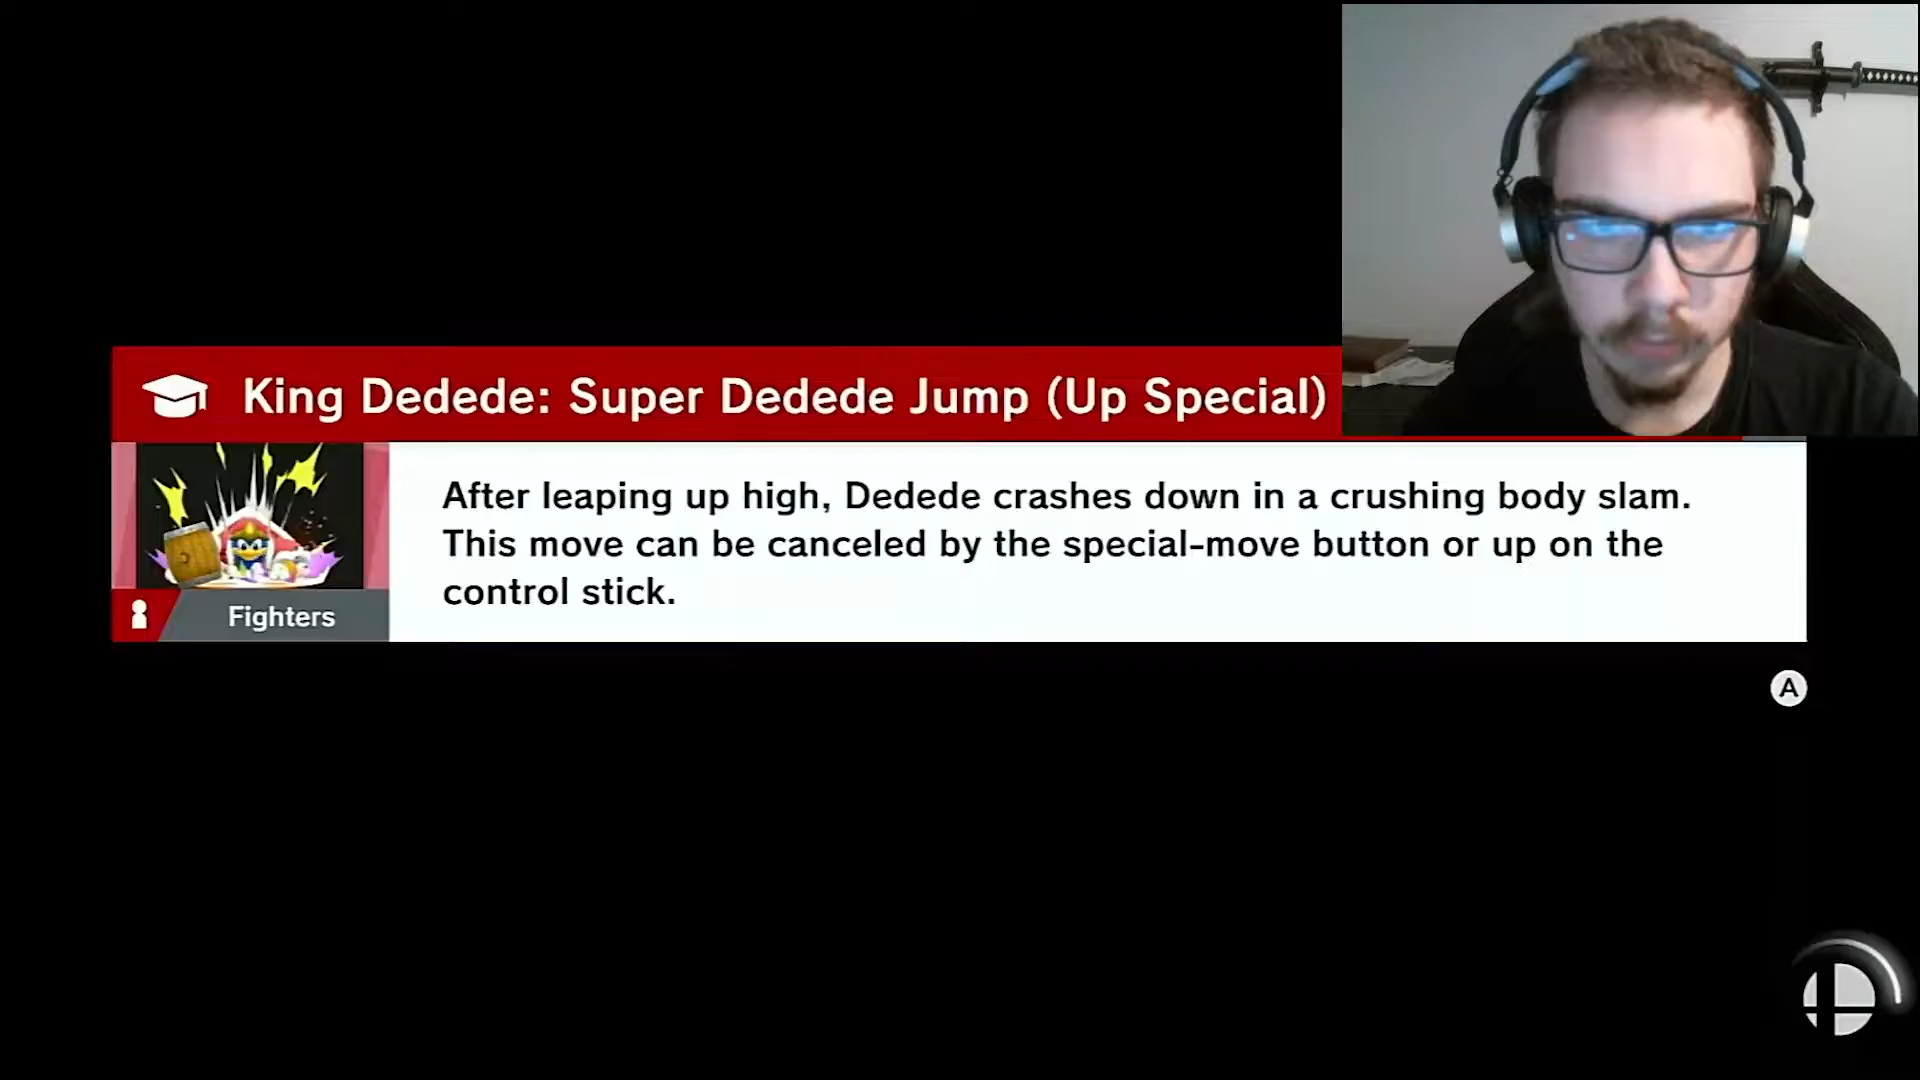 King Dedede: Super Dedede Jump (Up Special)
After leaping up high, Dedede crashes down in a crushing body slam.
This move can be canceled by the special-move button or up on the
control stick.
Fighters
A